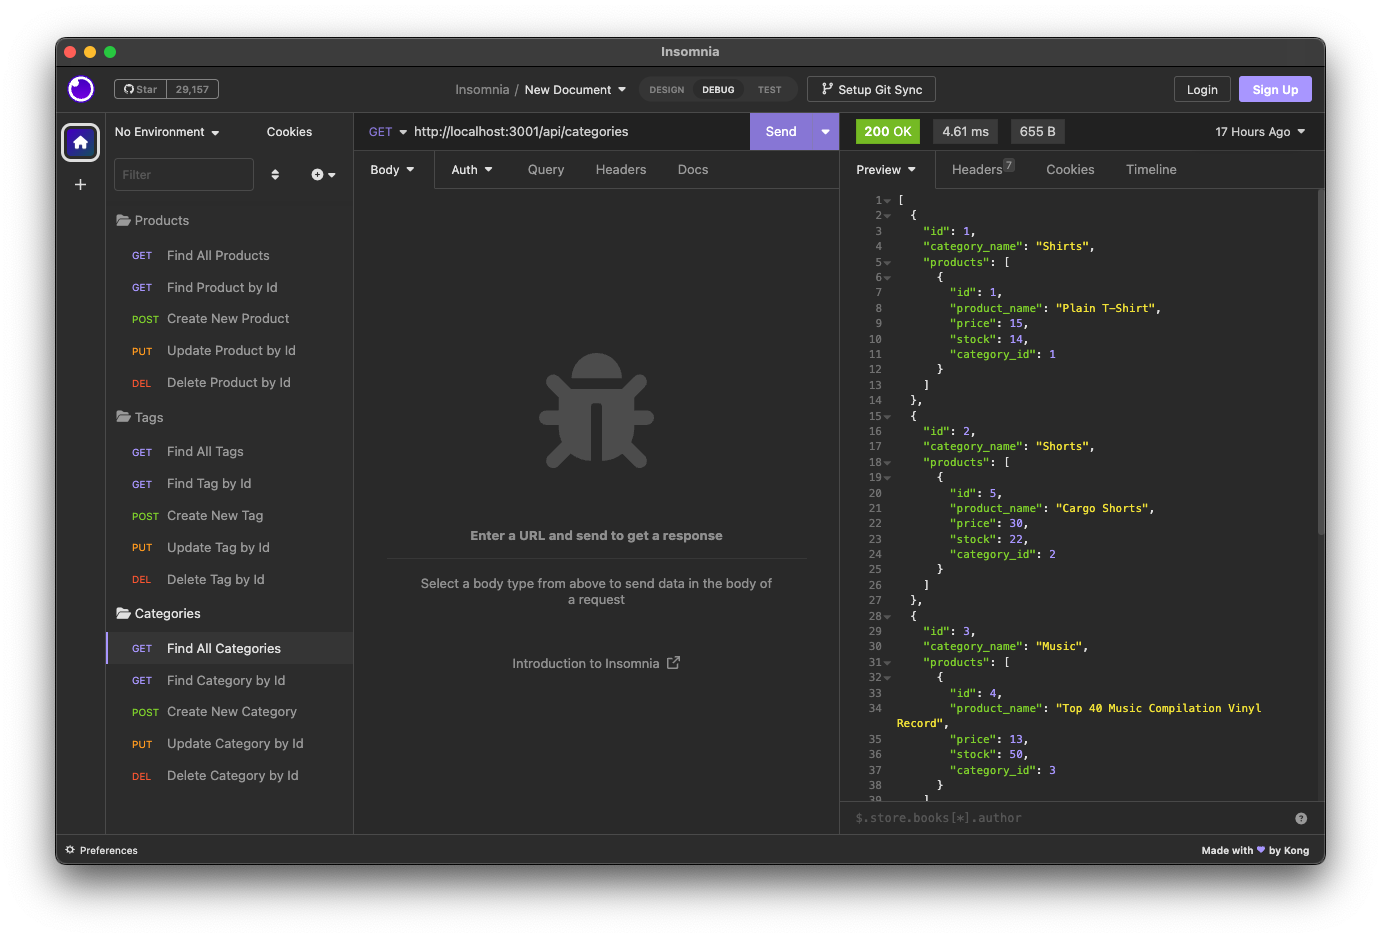 Insomnia
Star 29,157
Insomnia / New Document
DESIGN DEBUG TEST
Setup Git Sync
Login
Sign Up
No Environment
Cookies
Filter
Products
GET Find All Products
GET Find Product by Id
POST Create New Product
PUT Update Product by Id
DEL Delete Product by Id
Tags
GET Find All Tags
GET Find Tag by Id
POST Create New Tag
PUT Update Tag by Id
DEL Delete Tag by Id
Categories
GET Find All Categories
GET Find Category by Id
POST Create New Category
PUT Update Category by Id
DEL Delete Category by Id
GET http://localhost:3001/api/categories Send
Body Auth Query Headers Docs
Enter a URL and send to get a response
Select a body type from above to send data in the body of
a request
Introduction to Insomnia
200 OK 4.61 ms 655 B 17 Hours Ago
Preview Headers 7 Cookies Timeline
1 [
2 {
3 "id": 1,
4 "category_name": "Shirts",
5 "products": [
6 {
7 "id": 1,
8 "product_name": "Plain T-Shirt",
9 "price": 15,
10 "stock": 14,
11 "category_id": 1
12 }
13 ]
14 },
15 {
16 "id": 2,
17 "category_name": "Shorts",
18 "products": [
19 {
20 "id": 5,
21 "product_name": "Cargo Shorts",
22 "price": 30,
23 "stock": 22,
24 "category_id": 2
25 }
26 ]
27 },
28 {
29 "id": 3,
30 "category_name": "Music",
31 "products": [
32 {
33 "id": 4,
34 "product_name": "Top 40 Music Compilation Vinyl
Record",
35 "price": 13,
36 "stock": 50,
37 "category_id": 3
38 }
39 ]
$.store.books[*].author
Preferences
Made with ❤ by Kong